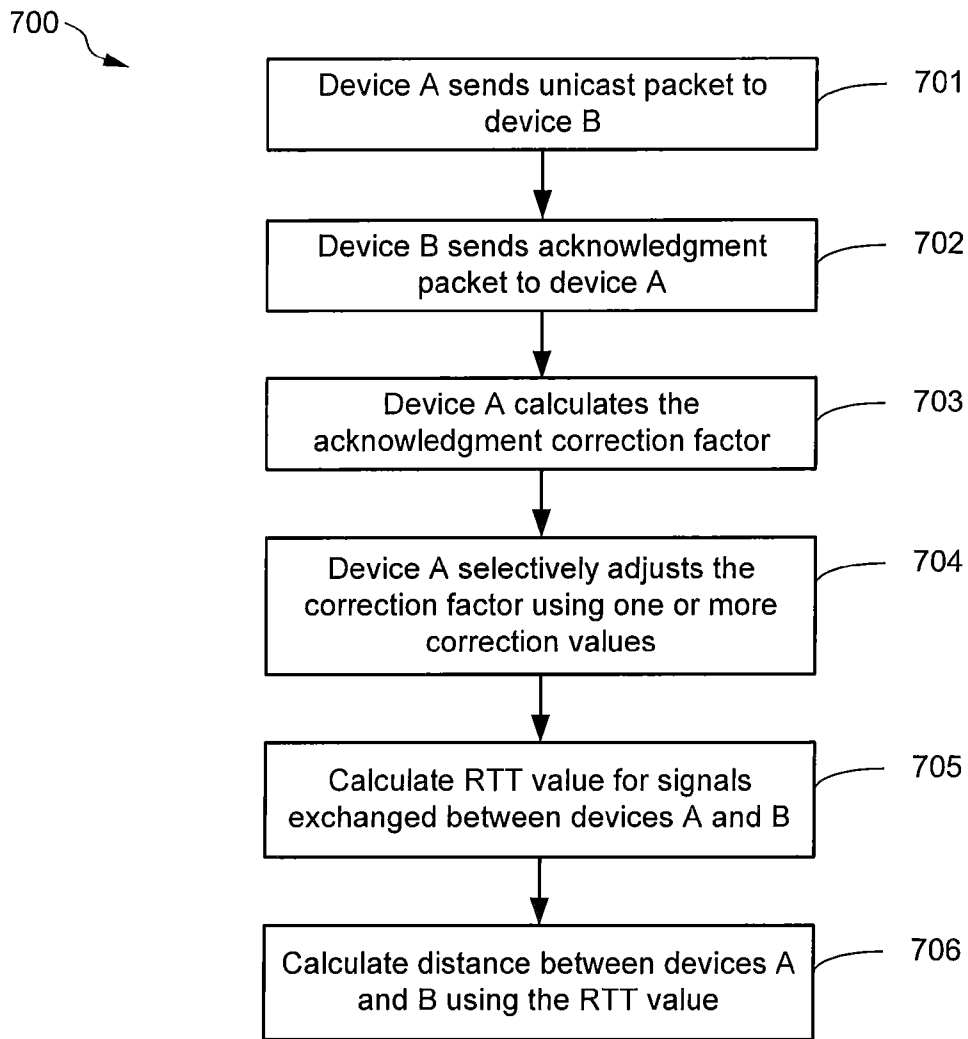 700
Device A sends unicast packet to
device B
701
Device B sends acknowledgment
packet to device A
702
Device A calculates the
acknowledgment correction factor
703
Device A selectively adjusts the
correction factor using one or more
correction values
704
Calculate RTT value for signals
exchanged between devices A and B
705
Calculate distance between devices A
and B using the RTT value
706